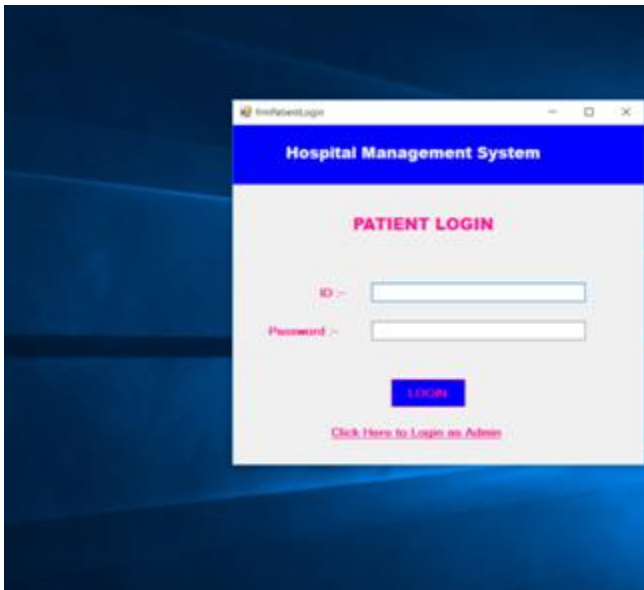 frmPatientLogin
Hospital Management System
PATIENT LOGIN
ID :-
Password :-
LOGIN
Click Here to Login as Admin